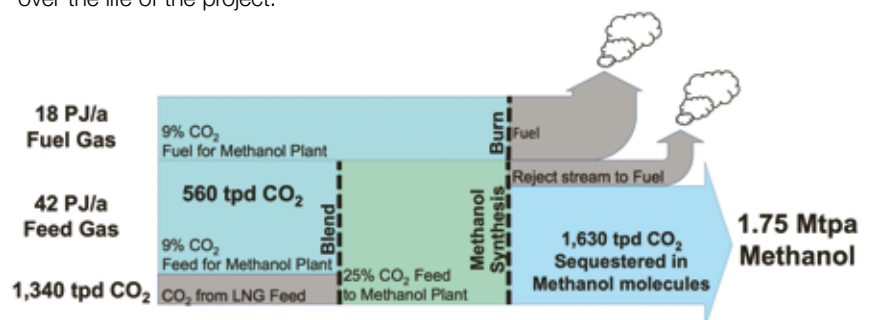 over the life of the project.
18 PJ/a
Fuel Gas
9% CO₂
Fuel for Methanol Plant
Burn
Fuel
42 PJ/a
Feed Gas
560 tpd CO₂
9% CO₂
Feed for Methanol Plant
Blend
1,340 tpd CO₂
CO₂ from LNG Feed
25% CO₂ Feed
to Methanol Plant
Methanol
Synthesis
Reject stream to Fuel
1,630 tpd CO₂
Sequestered in
Methanol molecules
1.75 Mtpa
Methanol